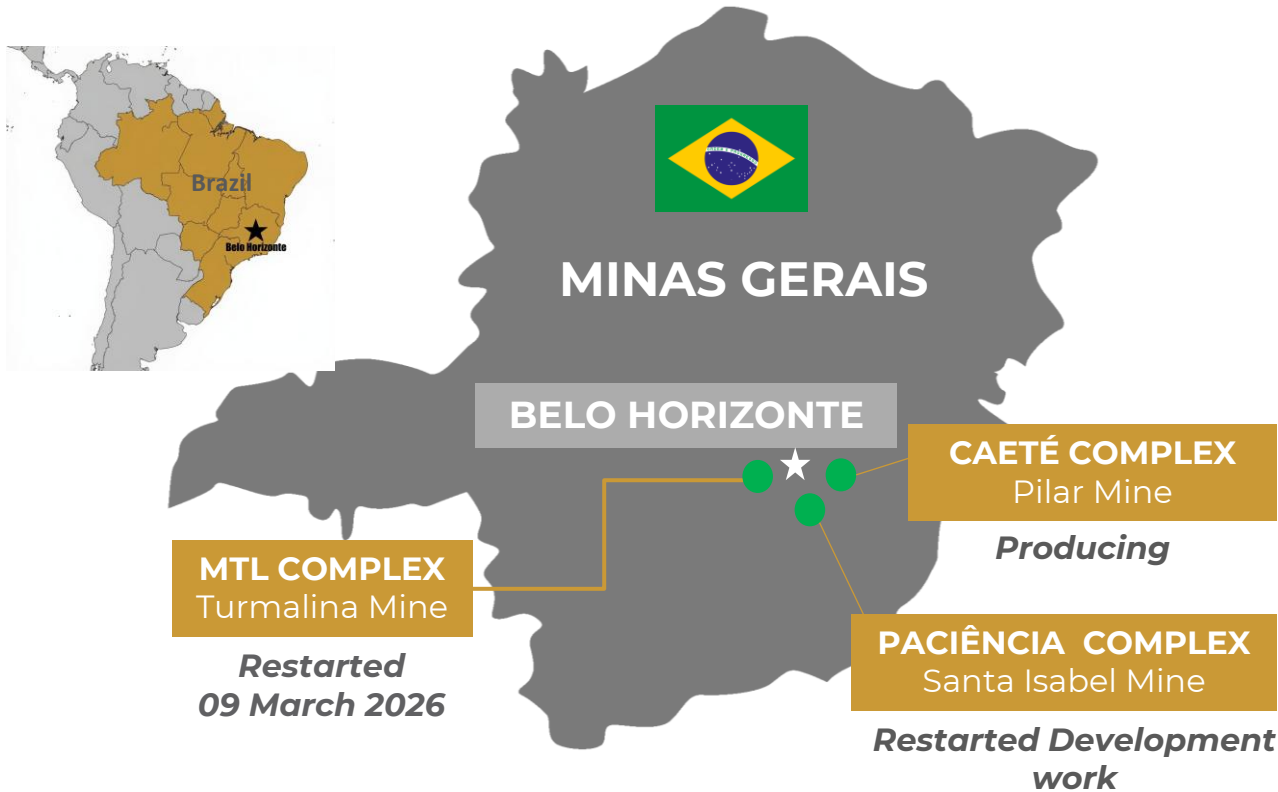 Brazil
Belo Horizonte
MINAS GERAIS
BELO HORIZONTE
CAETÉ COMPLEX
Pilar Mine
Producing
MTL COMPLEX
Turmalina Mine
Restarted
09 March 2026
PACIÊNCIA COMPLEX
Santa Isabel Mine
Restarted Development
work